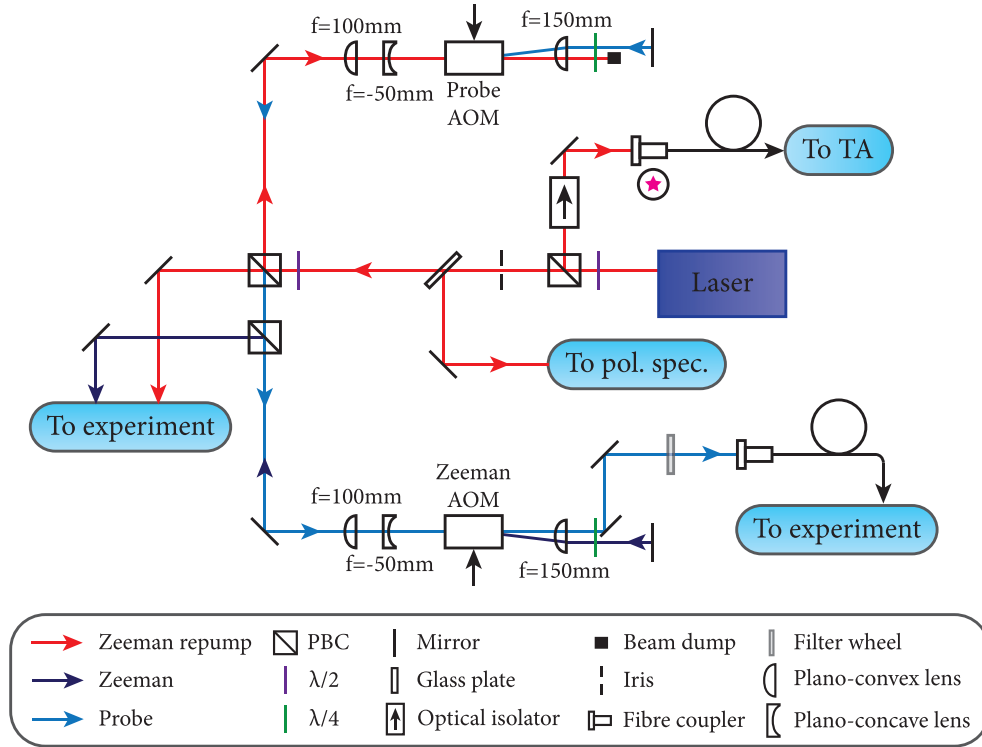 f=100mm
f=150mm
f=-50mm
Probe
AOM
To TA
Laser
To pol. spec.
To experiment
Zeeman
AOM
f=100mm
f=-50mm
f=150mm
To experiment
Zeeman repump
PBC
Mirror
Beam dump
Filter wheel
Zeeman
λ/2
Glass plate
Iris
Plano-convex lens
Probe
λ/4
Optical isolator
Fibre coupler
Plano-concave lens